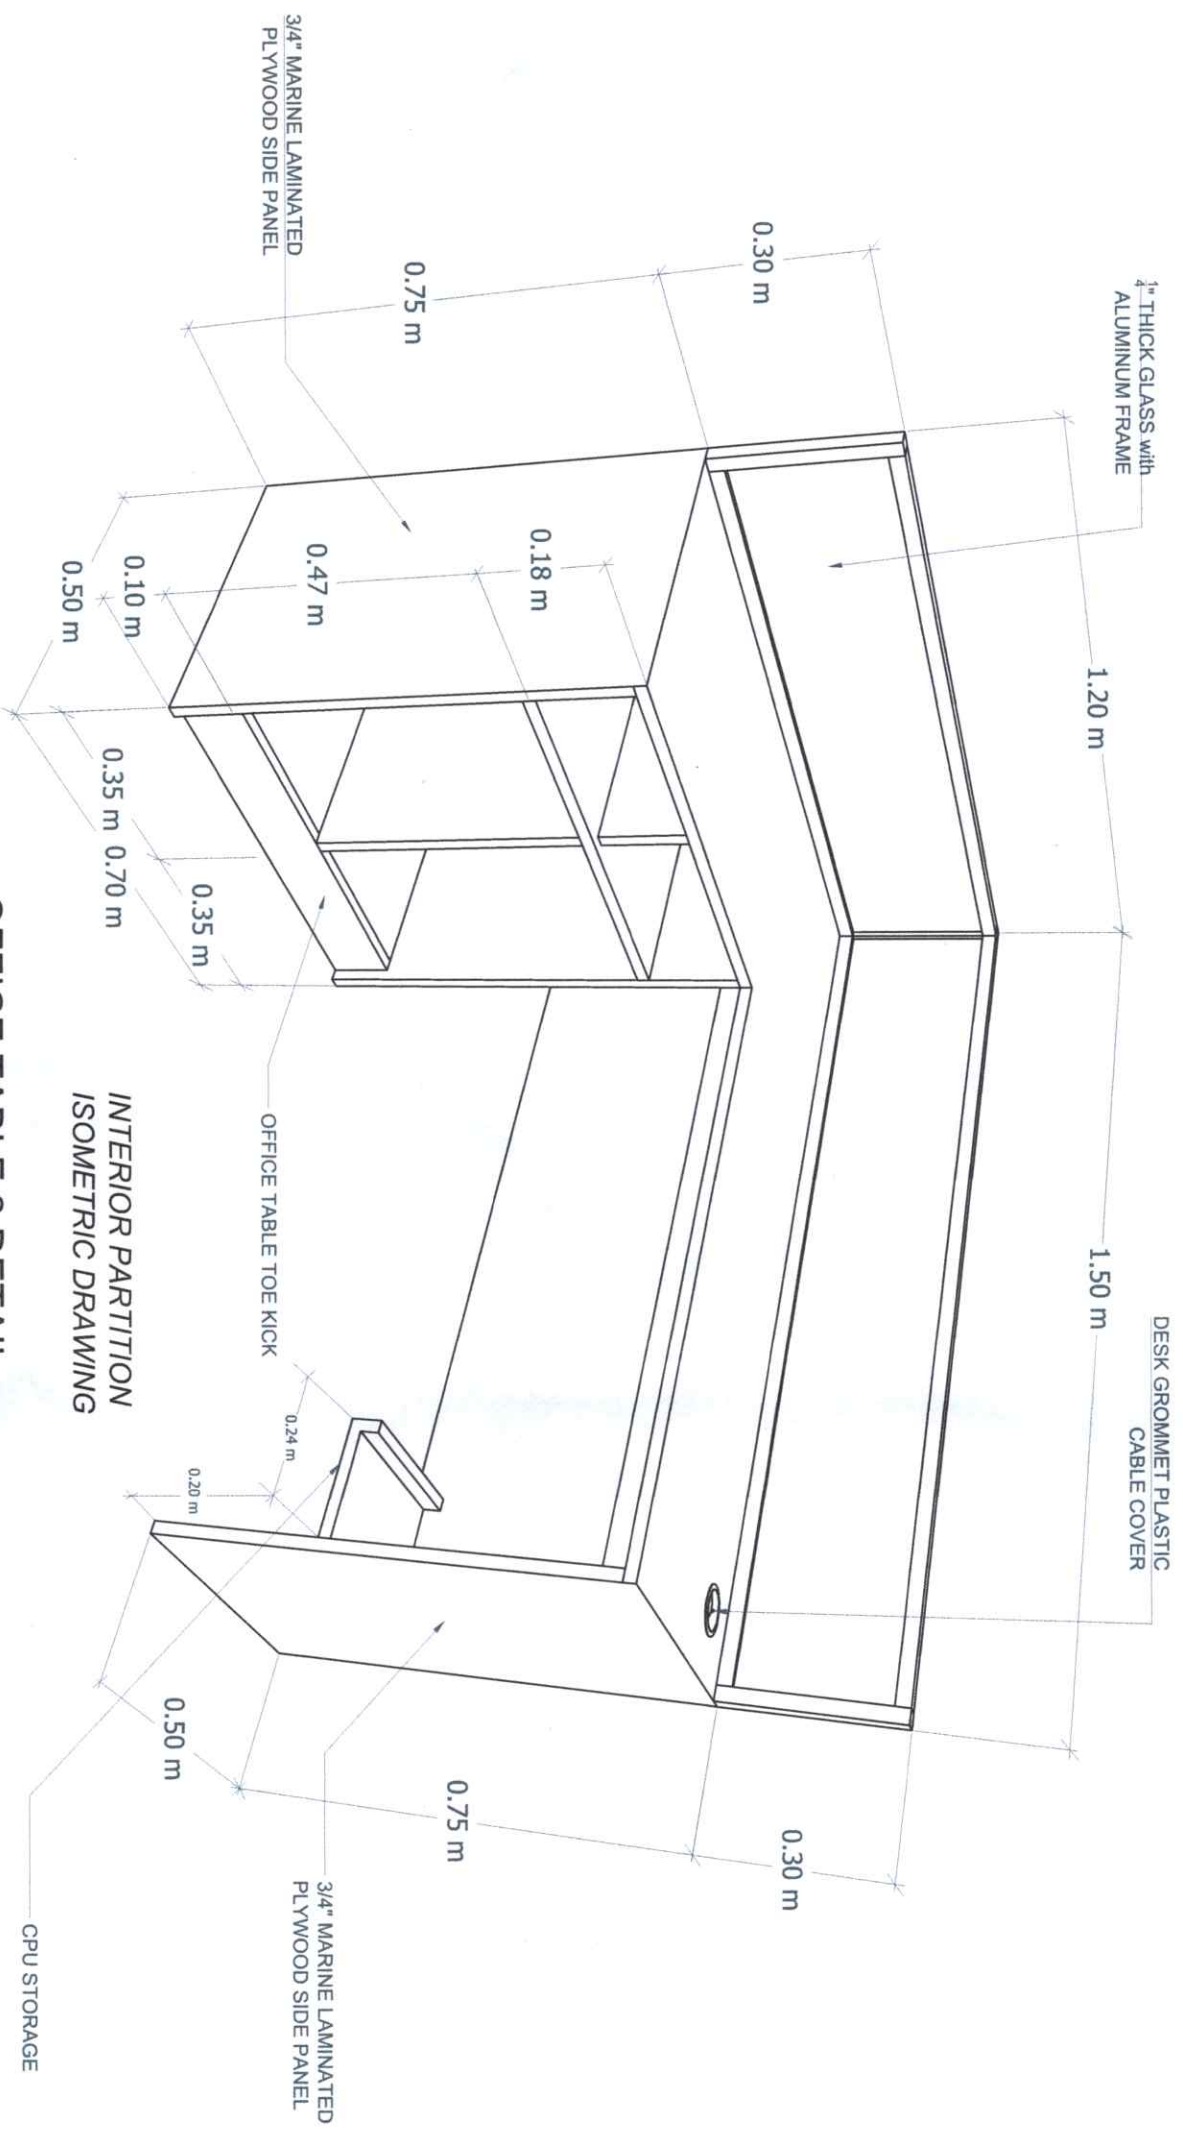 DESK GROMMET PLASTIC
CABLE COVER
1/4" THICK GLASS with
ALUMINUM FRAME
1.20 m
1.50 m
0.30 m
0.30 m
0.75 m
0.75 m
0.18 m
0.47 m
0.10 m
0.50 m
3/4" MARINE LAMINATED
PLYWOOD SIDE PANEL
3/4" MARINE LAMINATED
PLYWOOD SIDE PANEL
0.24 m
0.20 m
0.50 m
OFFICE TABLE TOE KICK
0.35 m
0.35 m
0.70 m
CPU STORAGE
INTERIOR PARTITION
ISOMETRIC DRAWING
OFFICE TABLE